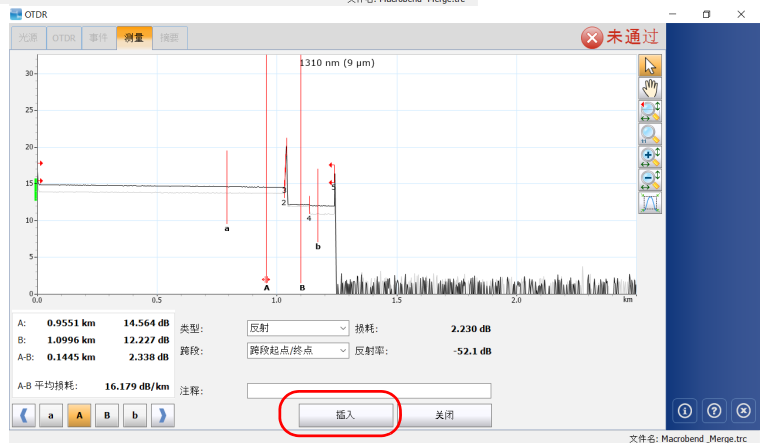 文件名: Macrobend _Merge.trc
OTDR
光源 OTDR 事件 测量 摘要
未通过
1310 nm (9 µm)
30
25
20
15
10
5
0
3
2
4
5
a
A
B
b
0.0 0.5 1.0 1.5 2.0 km
A: 0.9551 km 14.564 dB
B: 1.0996 km 12.227 dB
A-B: 0.1445 km 2.338 dB
A-B 平均损耗: 16.179 dB/km
类型: 反射 损耗: 2.230 dB
跨段: 跨段起点/终点 反射率: -52.1 dB
注释:
a A B b 插入 关闭
文件名: Macrobend _Merge.trc